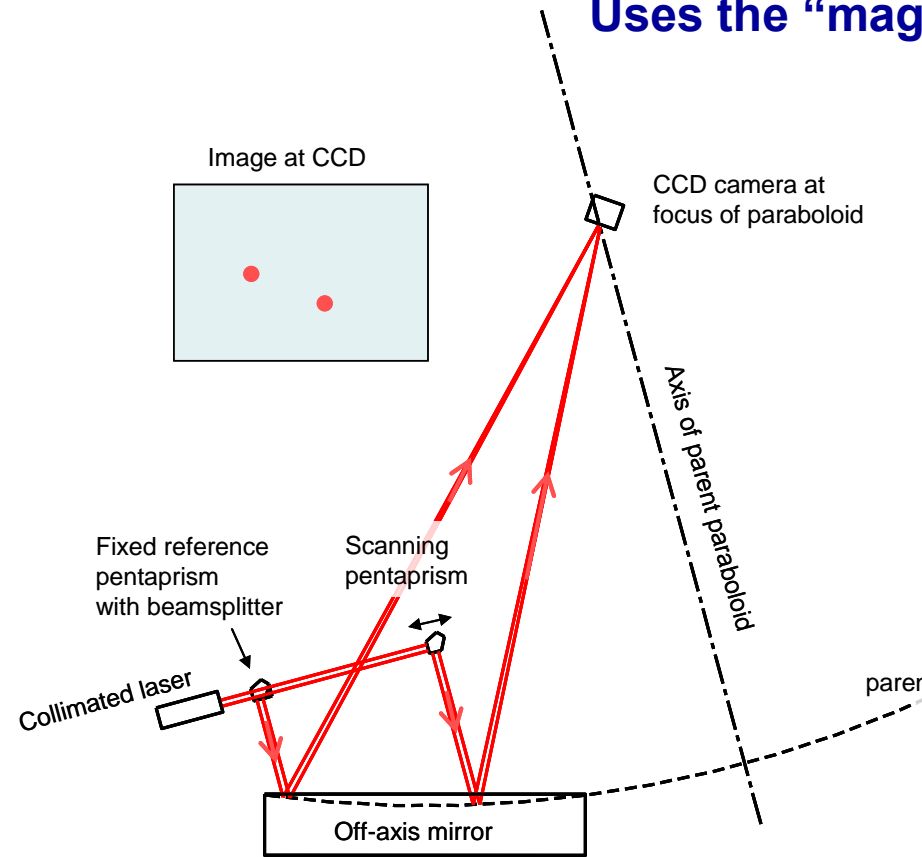 Uses the “mag
Image at CCD
CCD camera at
focus of paraboloid
Axis of parent paraboloid
Fixed reference
pentaprism
with beamsplitter
Scanning
pentaprism
Collimated laser
paren
Off-axis mirror